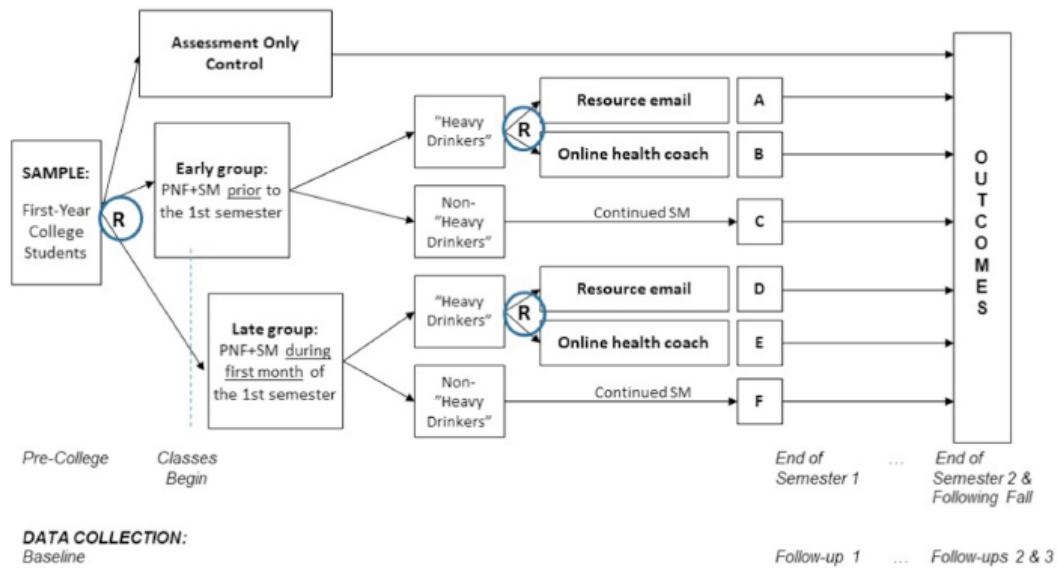 Assessment Only
Control
SAMPLE:
First-Year
College
Students
R
Early group:
PNF+SM prior to
the 1st semester
Late group:
PNF+SM during
first month of
the 1st semester
"Heavy
Drinkers"
R
Resource email
A
Online health coach
B
Non-
"Heavy
Drinkers"
Continued SM
C
"Heavy
Drinkers"
R
Resource email
D
Online health coach
E
Non-
"Heavy
Drinkers"
Continued SM
F
O
U
T
C
O
M
E
S
Pre-College
Classes
Begin
End of
Semester 1
...
End of
Semester 2 &
Following Fall
DATA COLLECTION:
Baseline
Follow-up 1
...
Follow-ups 2 & 3